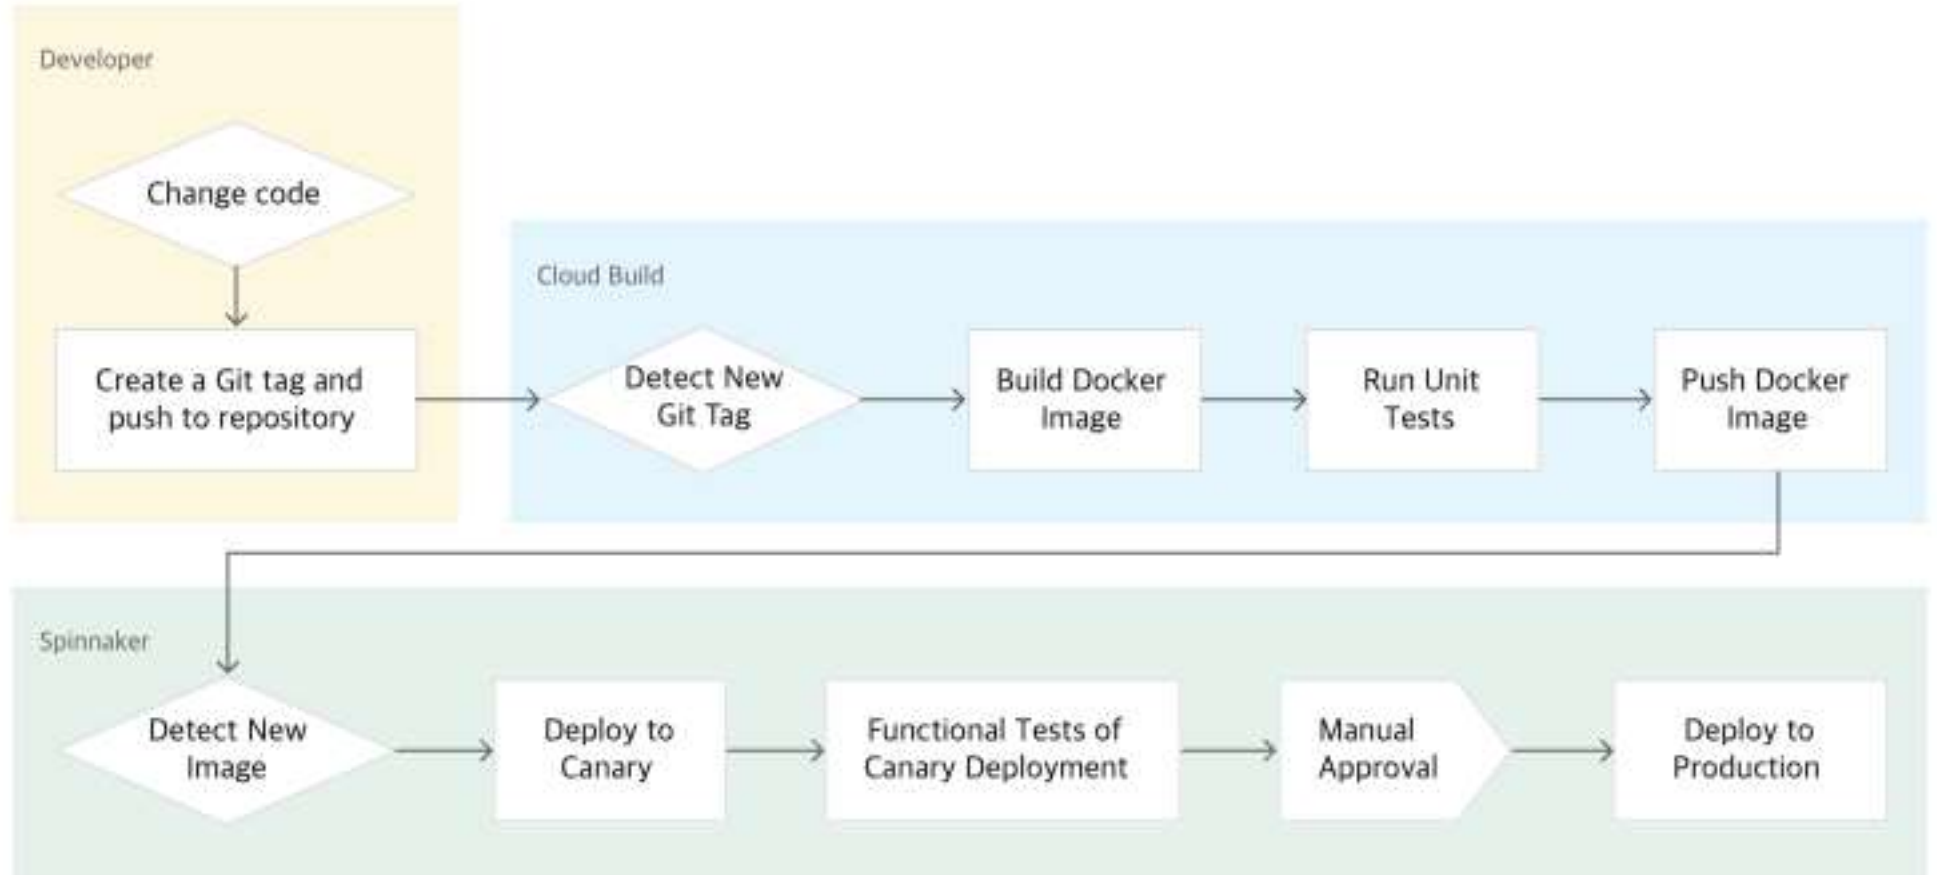 Developer
Change code
Create a Git tag and
push to repository
Cloud Build
Detect New
Git Tag
Build Docker
Image
Run Unit
Tests
Push Docker
Image
Spinnaker
Detect New
Image
Deploy to
Canary
Functional Tests of
Canary Deployment
Manual
Approval
Deploy to
Production